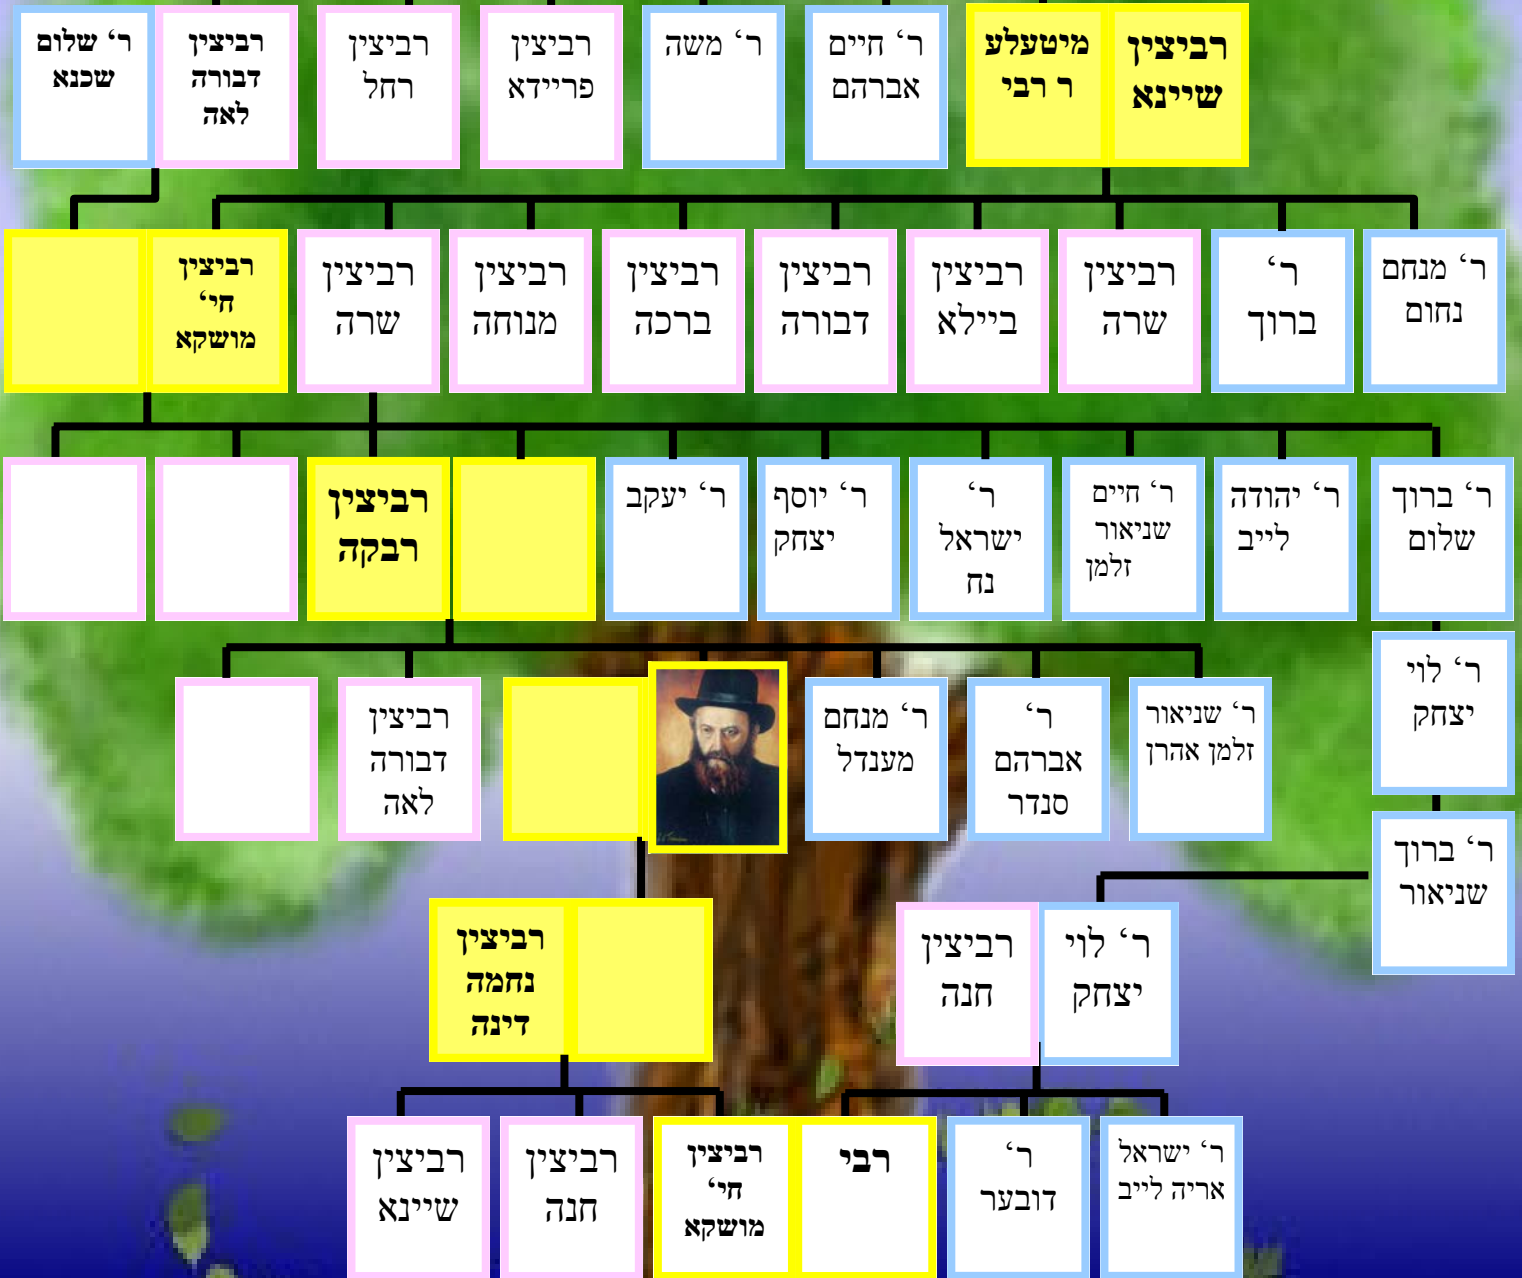 רביצין
שיינא
מיטעלע
ר רבי
ר׳ חיים
אברהם
ר׳ משה
רביצין
פריידא
רביצין
רחל
רביצין
דבורה
לאה
ר׳ שלום
שכנא
ר׳ מנחם
נחום
ר׳
ברוך
רביצין
שרה
רביצין
ביילא
רביצין
דבורה
רביצין
ברכה
רביצין
מנוחה
רביצין
שרה
רביצין
חי׳
מושקא
ר׳ ברוך
שלום
ר׳ יהודה
לייב
ר׳ חיים
שניאור
זלמן
ר׳
ישראל
נח
ר׳ יוסף
יצחק
ר׳ יעקב
רביצין
רבקה
ר׳ לוי
יצחק
ר׳ שניאור
זלמן אהרן
ר׳
אברהם
סנדר
ר׳ מנחם
מענדל
רביצין
דבורה
לאה
ר׳ ברוך
שניאור
ר׳ לוי
יצחק
רביצין
חנה
רביצין
נחמה
דינה
ר׳ ישראל
אריה לייב
ר׳
דובער
רבי
רביצין
חי׳
מושקא
רביצין
חנה
רביצין
שיינא